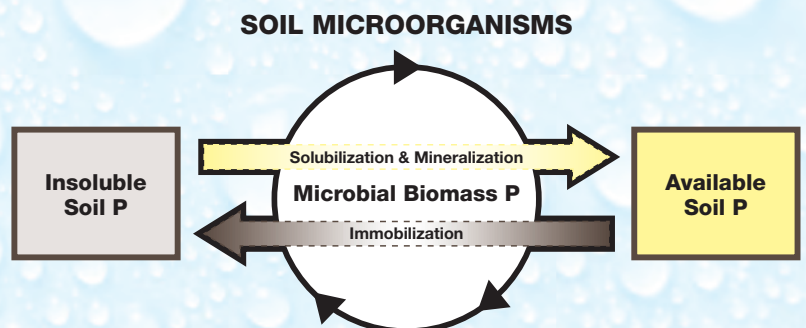 SOIL MICROORGANISMS
Solubilization & Mineralization
Insoluble
Soil P
Microbial Biomass P
Available
Soil P
Immobilization